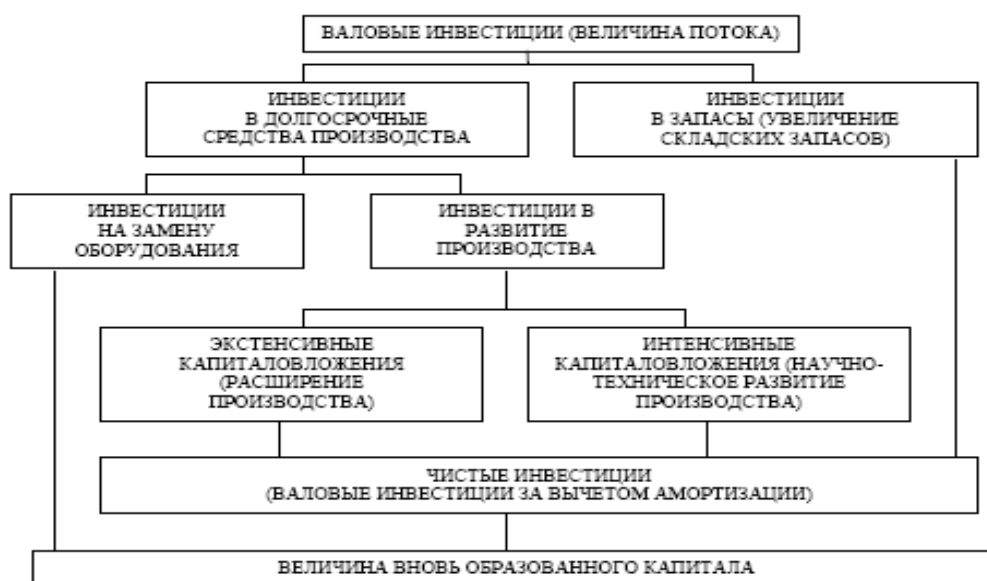 ВАЛОВЫЕ ИНВЕСТИЦИИ (ВЕЛИЧИНА ПОТОКА)
ИНВЕСТИЦИИ
В ДОЛГОСРОЧНЫЕ
СРЕДСТВА ПРОИЗВОДСТВА
ИНВЕСТИЦИИ
В ЗАПАСЫ (УВЕЛИЧЕНИЕ
СКЛАДСКИХ ЗАПАСОВ)
ИНВЕСТИЦИИ
НА ЗАМЕНУ
ОБОРУДОВАНИЯ
ИНВЕСТИЦИИ В
РАЗВИТИЕ
ПРОИЗВОДСТВА
ЭКСТЕНСИВНЫЕ
КАПИТАЛОВЛОЖЕНИЯ
(РАСШИРЕНИЕ
ПРОИЗВОДСТВА)
ИНТЕНСИВНЫЕ
КАПИТАЛОВЛОЖЕНИЯ (НАУЧНО-
ТЕХНИЧЕСКОЕ РАЗВИТИЕ
ПРОИЗВОДСТВА)
ЧИСТЫЕ ИНВЕСТИЦИИ
(ВАЛОВЫЕ ИНВЕСТИЦИИ ЗА ВЫЧЕТОМ АМОРТИЗАЦИИ)
ВЕЛИЧИНА ВНОВЬ ОБРАЗОВАННОГО КАПИТАЛА